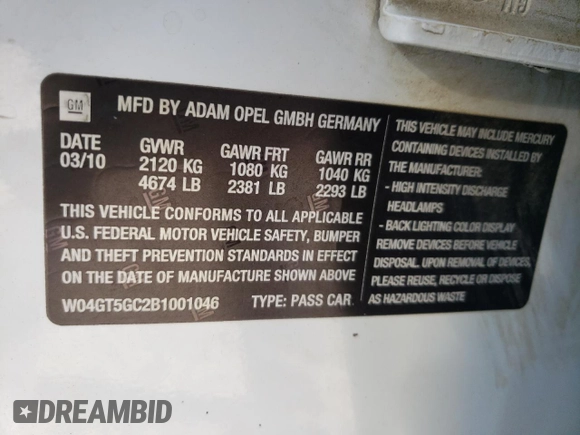 GM
MFD BY ADAM OPEL GMBH GERMANY
DATE GVWR GAWR FRT GAWR RR
03/10 2120 KG 1080 KG 1040 KG
4674 LB 2381 LB 2293 LB
THIS VEHICLE CONFORMS TO ALL APPLICABLE
U.S. FEDERAL MOTOR VEHICLE SAFETY, BUMPER
AND THEFT PREVENTION STANDARDS IN EFFECT
ON THE DATE OF MANUFACTURE SHOWN ABOVE
W04GT5GC2B1001046 TYPE: PASS CAR
THIS VEHICLE MAY INCLUDE MERCURY
CONTAINING DEVICES INSTALLED BY
THE MANUFACTURER:
- HIGH INTENSITY DISCHARGE
HEADLAMPS
- BACK LIGHTING COLOR DISPLAY
REMOVE DEVICES BEFORE VEHICLE
DISPOSAL. UPON REMOVAL OF DEVICES,
PLEASE REUSE, RECYCLE OR DISPOSE
AS HAZARDOUS WASTE
DREAMBID